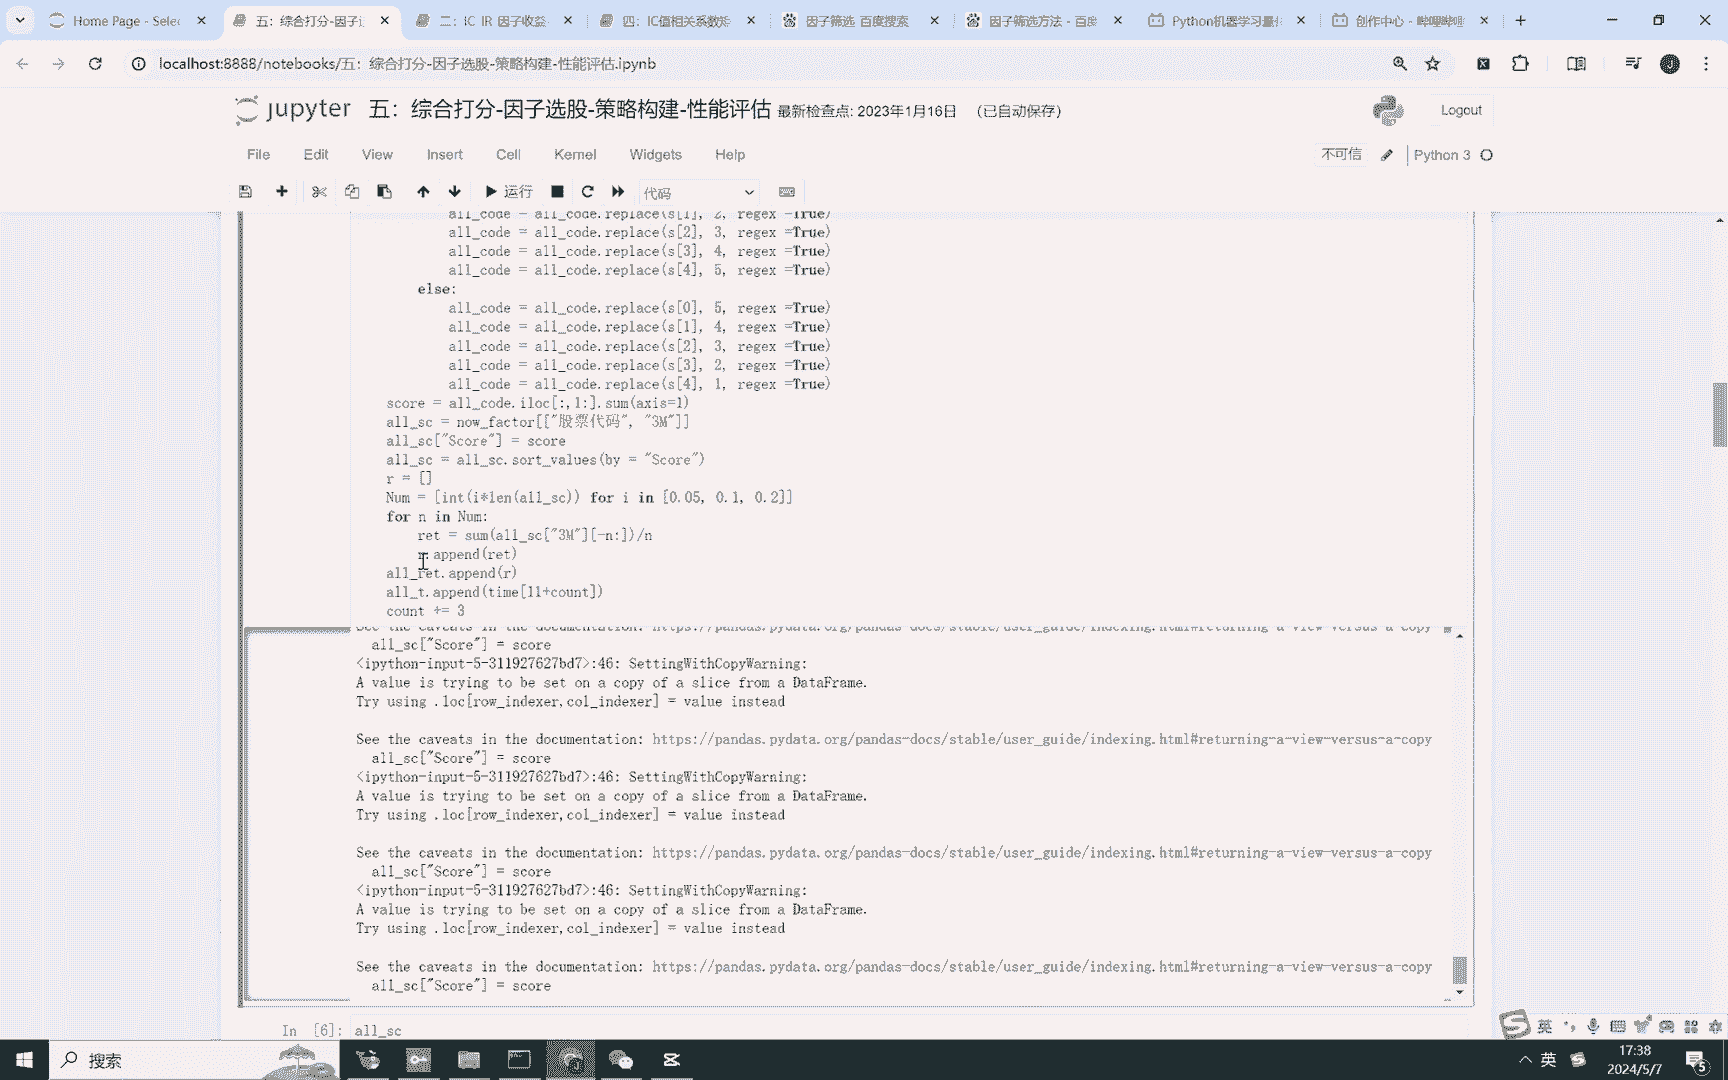 Home Page - Selec
五：综合打分-因子选
二：IC IR 因子收益
四：IC值相关系数矩
因子筛选_百度搜索
因子筛选方法 - 百度
Python机器学习量化
创作中心 - 哔哩哔哩
localhost:8888/notebooks/五：综合打分-因子选股-策略构建-性能评估.ipynb
jupyter 五：综合打分-因子选股-策略构建-性能评估 最新检查点: 2023年1月16日 （已自动保存）
Logout
File Edit View Insert Cell Kernel Widgets Help
不可信 Python 3
运行 代码
all_code = all_code.replace(s[1], 2, regex =True)
all_code = all_code.replace(s[2], 3, regex =True)
all_code = all_code.replace(s[3], 4, regex =True)
all_code = all_code.replace(s[4], 5, regex =True)
else:
all_code = all_code.replace(s[0], 5, regex =True)
all_code = all_code.replace(s[1], 4, regex =True)
all_code = all_code.replace(s[2], 3, regex =True)
all_code = all_code.replace(s[3], 2, regex =True)
all_code = all_code.replace(s[4], 1, regex =True)
score = all_code.iloc[:,1:].sum(axis=1)
all_sc = now_factor[["股票代码", "3M"]]
all_sc["Score"] = score
all_sc = all_sc.sort_values(by = "Score")
r = []
Num = [int(i*len(all_sc)) for i in [0.05, 0.1, 0.2]]
for n in Num:
ret = sum(all_sc["3M"][-n:])/n
r.append(ret)
all_ret.append(r)
all_t.append(time[11+count])
count += 3
See the caveats in the documentation: https://pandas.pydata.org/pandas-docs/stable/user_guide/indexing.html#returning-a-view-versus-a-copy
all_sc["Score"] = score
<ipython-input-5-311927627bd7>:46: SettingWithCopyWarning:
A value is trying to be set on a copy of a slice from a DataFrame.
Try using .loc[row_indexer,col_indexer] = value instead
See the caveats in the documentation: https://pandas.pydata.org/pandas-docs/stable/user_guide/indexing.html#returning-a-view-versus-a-copy
all_sc["Score"] = score
<ipython-input-5-311927627bd7>:46: SettingWithCopyWarning:
A value is trying to be set on a copy of a slice from a DataFrame.
Try using .loc[row_indexer,col_indexer] = value instead
See the caveats in the documentation: https://pandas.pydata.org/pandas-docs/stable/user_guide/indexing.html#returning-a-view-versus-a-copy
all_sc["Score"] = score
<ipython-input-5-311927627bd7>:46: SettingWithCopyWarning:
A value is trying to be set on a copy of a slice from a DataFrame.
Try using .loc[row_indexer,col_indexer] = value instead
See the caveats in the documentation: https://pandas.pydata.org/pandas-docs/stable/user_guide/indexing.html#returning-a-view-versus-a-copy
all_sc["Score"] = score
In [6]: all_sc
英
搜索
英
17:38
2024/5/7
5